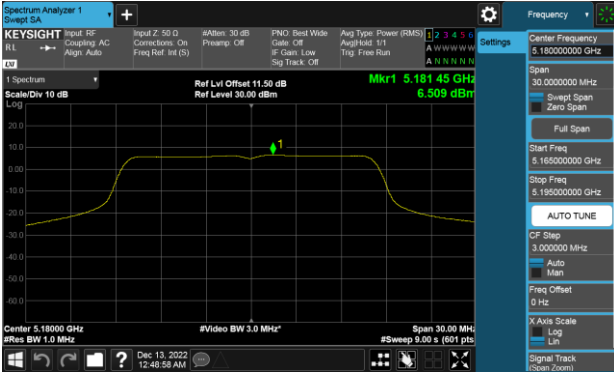 Spectrum Analyzer 1
Swept SA
Frequency
KEYSIGHT Input: RF Input Z: 50 Ω #Atten: 30 dB PNO: Best Wide Avg Type: Power (RMS) 1 2 3 4 5 6
RL Coupling: AC Corrections: On Preamp: Off Gate: Off Avg|Hold: 1/1 A W W W W W
Align: Auto Freq Ref: Int (S) IF Gain: Low Trig: Free Run A N N N N N
Sig Track: Off
LXI
Settings
1 Spectrum
Scale/Div 10 dB
Ref Lvl Offset 11.50 dB
Ref Level 30.00 dBm
Mkr1 5.181 45 GHz
6.509 dBm
Log
20.0
10.0
0.00
-10.0
-20.0
-30.0
-40.0
-50.0
-60.0
1
Center 5.18000 GHz
#Res BW 1.0 MHz
#Video BW 3.0 MHz*
Span 30.00 MHz
#Sweep 9.00 s (601 pts
Dec 13, 2022
12:48:58 AM
Center Frequency
5.180000000 GHz
Span
30.0000000 MHz
Swept Span
Zero Span
Full Span
Start Freq
5.165000000 GHz
Stop Freq
5.195000000 GHz
AUTO TUNE
CF Step
3.000000 MHz
Auto
Man
Freq Offset
0 Hz
X Axis Scale
Log
Lin
Signal Track
(Span Zoom)